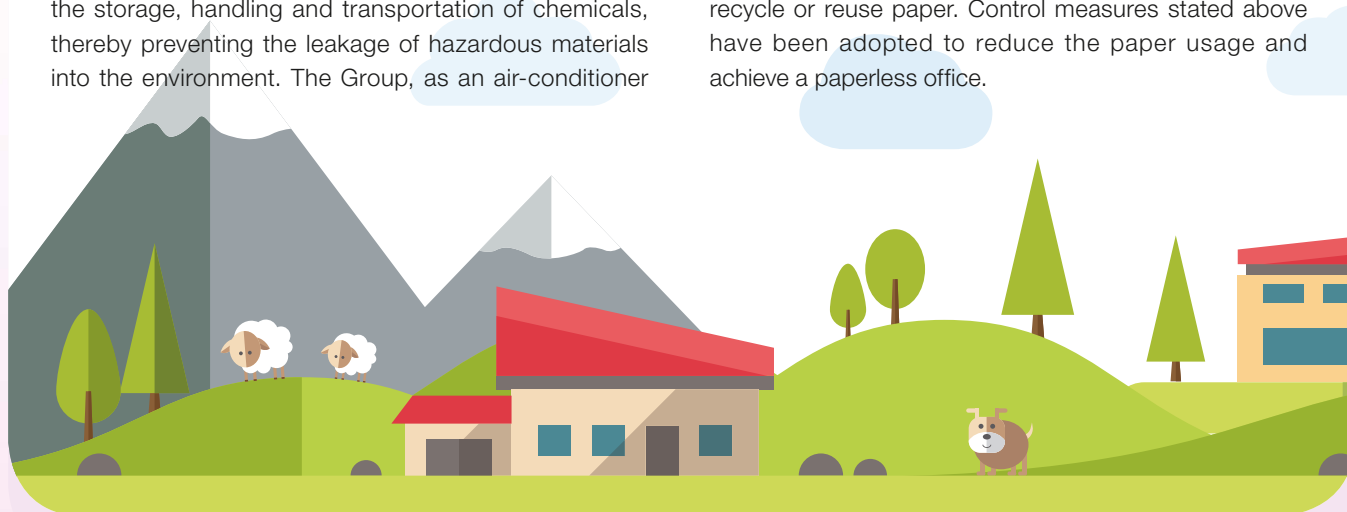 the storage, handling and transportation of chemicals,
thereby preventing the leakage of hazardous materials
into the environment. The Group, as an air-conditioner
recycle or reuse paper. Control measures stated above
have been adopted to reduce the paper usage and
achieve a paperless office.